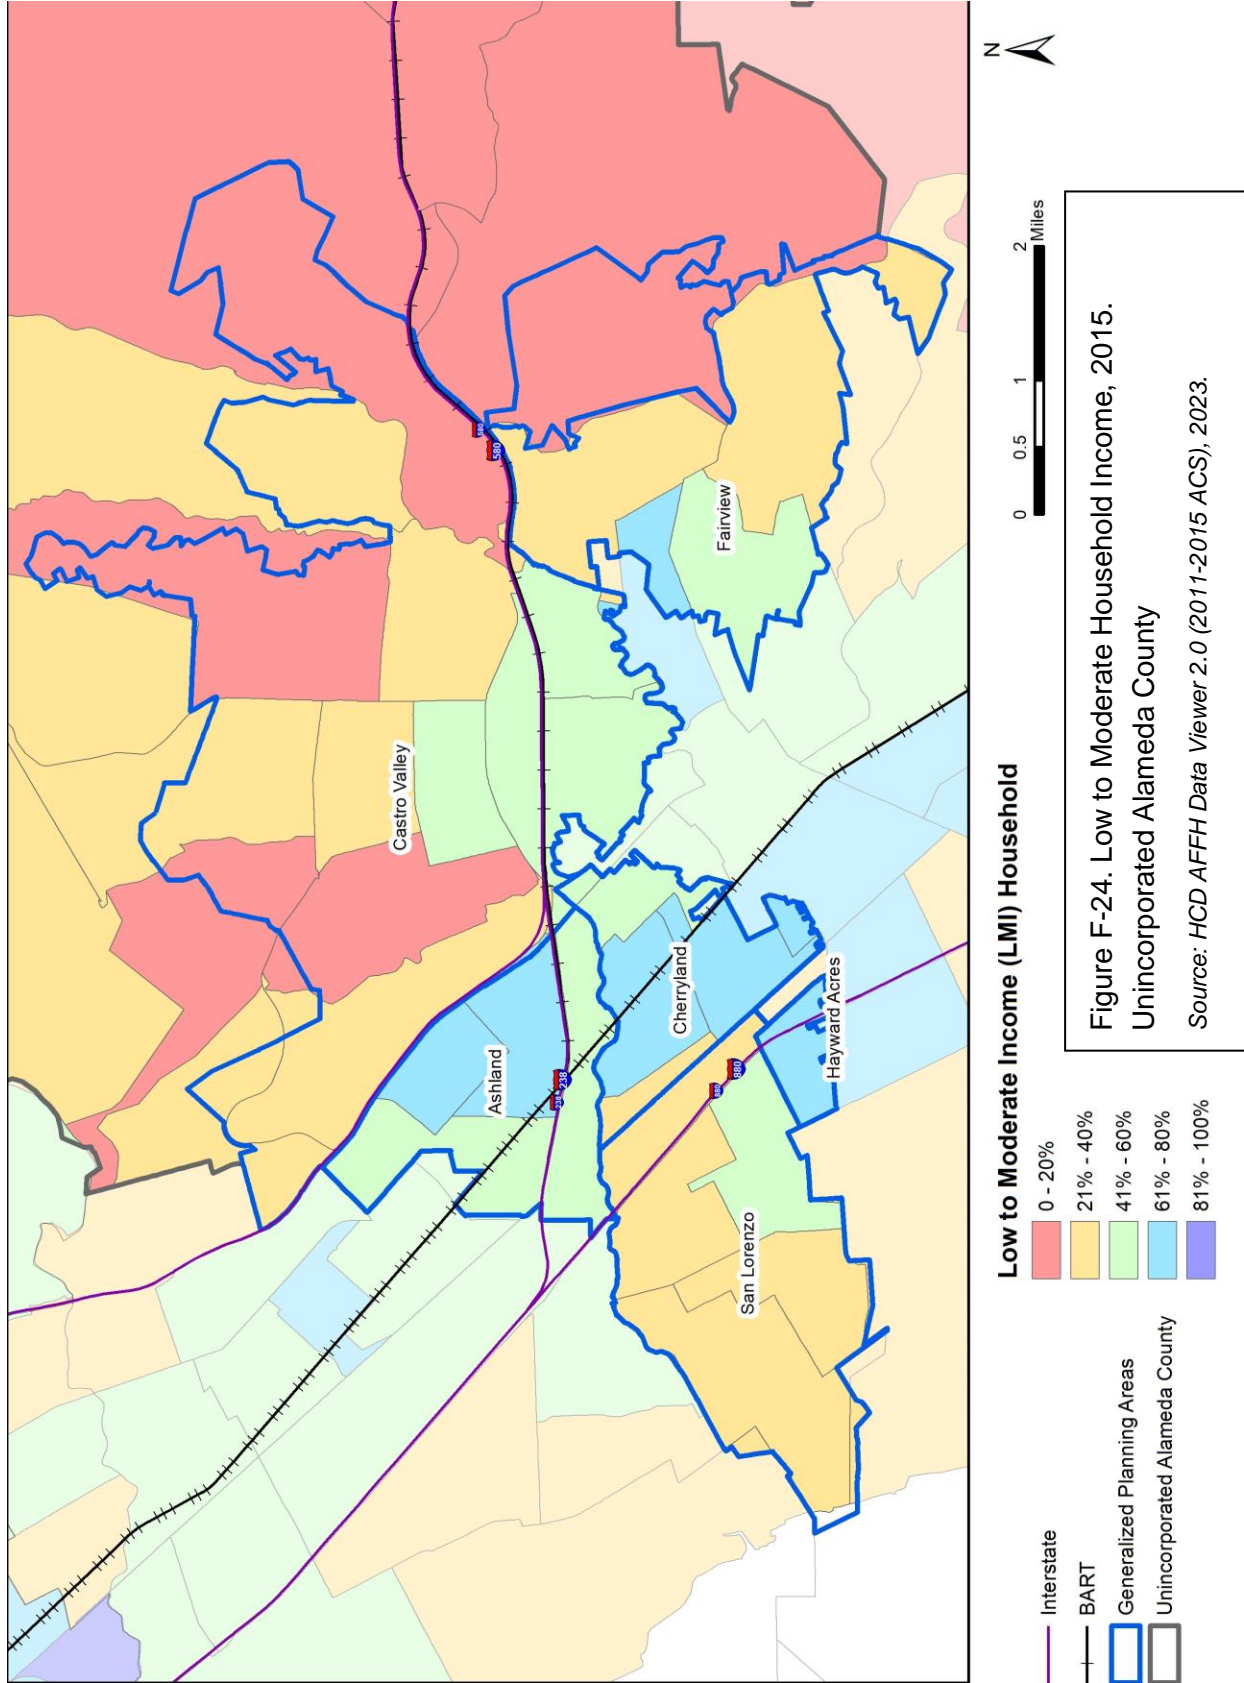 Castro Valley
Ashland
Cherryland
Fairview
Hayward Acres
San Lorenzo
580
580
238
238
880
880
N
0 0.5 1 2
Miles
Low to Moderate Income (LMI) Household
Interstate
BART
Generalized Planning Areas
Unincorporated Alameda County
0 - 20%
21% - 40%
41% - 60%
61% - 80%
81% - 100%
Figure F-24. Low to Moderate Household Income, 2015.
Unincorporated Alameda County
Source: HCD AFFH Data Viewer 2.0 (2011-2015 ACS), 2023.